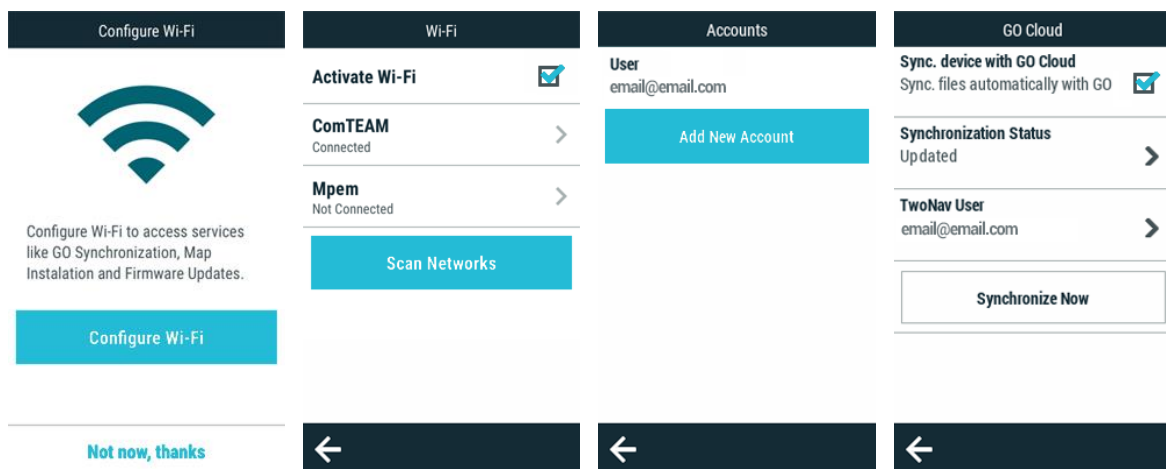 Configure Wi-Fi
Configure Wi-Fi to access services
like GO Synchronization, Map
Instalation and Firmware Updates.
Configure Wi-Fi
Not now, thanks
Wi-Fi
Activate Wi-Fi
ComTEAM
Connected
Mpem
Not Connected
Scan Networks
Accounts
User
email@email.com
Add New Account
GO Cloud
Sync. device with GO Cloud
Sync. files automatically with GO
Synchronization Status
Updated
TwoNav User
email@email.com
Synchronize Now